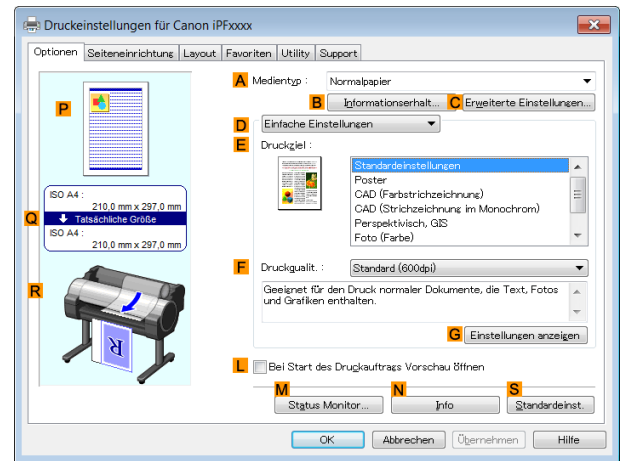 Druckeinstellungen für Canon iPFxxxx
Optionen Seiteneinrichtung Layout Favoriten Utility Support
A Medientyp : Normalpapier
B Informationserhalt... C Erweiterte Einstellungen...
D Einfache Einstellungen
E Druckziel :
Standardeinstellungen
Poster
CAD (Farbstrichzeichnung)
CAD (Strichzeichnung im Monochrom)
Perspektivisch, GIS
Foto (Farbe)
P
Q
ISO A4 :
210,0 mm x 297,0 mm
Tatsächliche Größe
ISO A4 :
210,0 mm x 297,0 mm
R
R
F Druckqualit. : Standard (600dpi)
Geeignet für den Druck normaler Dokumente, die Text, Fotos
und Grafiken enthalten.
G Einstellungen anzeigen
L Bei Start des Druckauftrags Vorschau öffnen
M Status Monitor... N Info S Standardeinst.
OK Abbrechen Übernehmen Hilfe